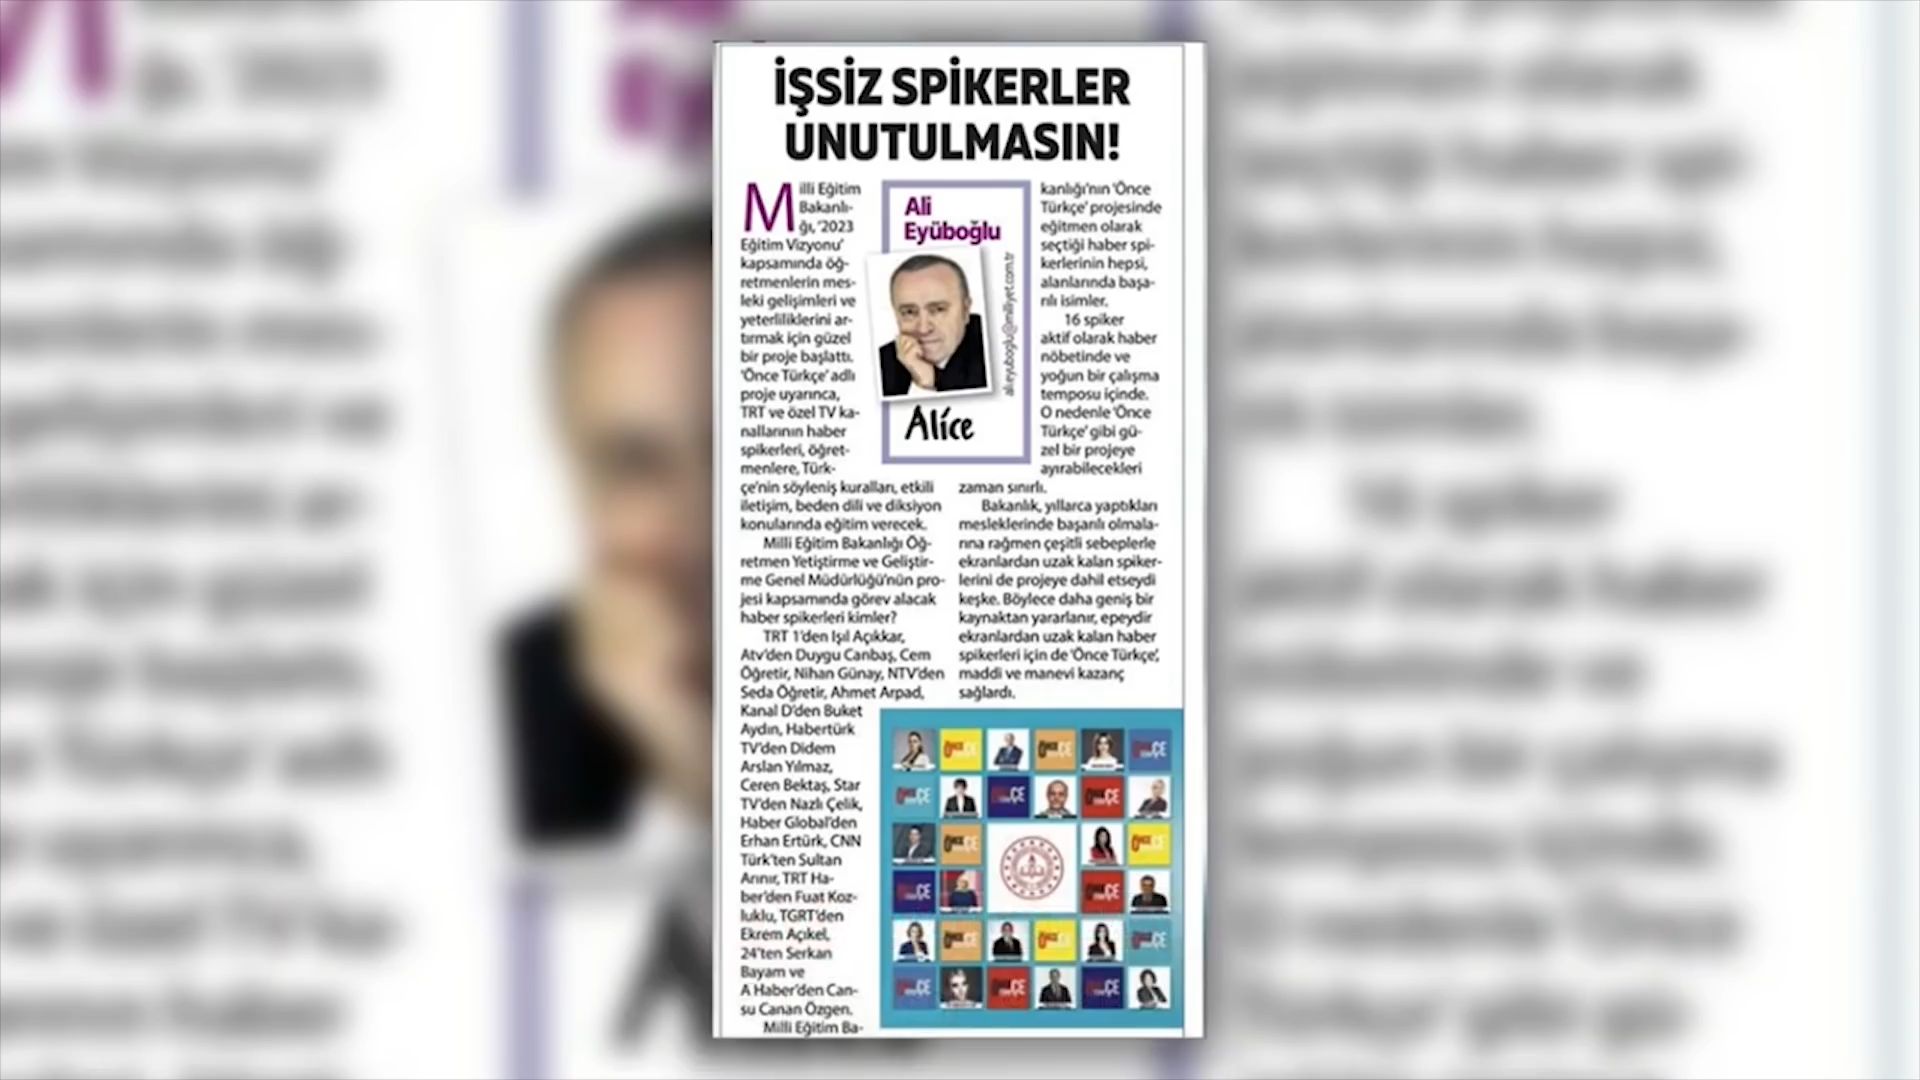 İŞSİZ SPİKERLER
UNUTULMASIN!
Milli Eğitim
Bakanlı-
ğı, '2023
Eğitim Vizyonu'
kapsamında öğ-
retmenlerin mes-
leki gelişimleri ve
yeterliliklerini ar-
tırmak için güzel
bir proje başlattı.
'Önce Türkçe' adlı
proje uyarınca,
TRT ve özel TV ka-
nallarının haber
spikerleri, öğret-
menlere, Türk-
çe'nin söyleniş kuralları, etkili
iletişim, beden dili ve diksiyon
konularında eğitim verecek.
Milli Eğitim Bakanlığı Öğ-
retmen Yetiştirme ve Geliştir-
me Genel Müdürlüğü'nün pro-
jesi kapsamında görev alacak
haber spikerleri kimler?
TRT 1'den Işıl Açıkkar,
Atv'den Duygu Canbaş, Cem
Öğretir, Nihan Günay, NTV'den
Seda Öğretir, Ahmet Arpad,
Kanal D'den Buket
Aydın, Habertürk
TV'den Didem
Arslan Yılmaz,
Ceren Bektaş, Star
TV'den Nazlı Çelik,
Haber Global'den
Erhan Ertürk, CNN
Türk'ten Sultan
Arınır, TRT Ha-
ber'den Fuat Koz-
luklu, TGRT'den
Ekrem Açıkel,
24'ten Serkan
Bayam ve
A Haber'den Can-
su Canan Özgen.
Milli Eğitim Ba-
Ali
Eyüboğlu
ali.eyuboglu@milliyet.com.tr
Alice
kanlığı'nın 'Önce
Türkçe' projesinde
eğitmen olarak
seçtiği haber spi-
kerlerinin hepsi,
alanlarında başa-
rılı isimler.
16 spiker
aktif olarak haber
nöbetinde ve
yoğun bir çalışma
temposu içinde.
O nedenle 'Önce
Türkçe' gibi gü-
zel bir projeye
ayırabilecekleri
zaman sınırlı.
Bakanlık, yıllarca yaptıkları
mesleklerinde başarılı olmala-
rına rağmen çeşitli sebeplerle
ekranlardan uzak kalan spiker-
lerini de projeye dahil etseydi
keşke. Böylece daha geniş bir
kaynaktan yararlanır, epeydir
ekranlardan uzak kalan haber
spikerleri için de 'Önce Türkçe',
maddi ve manevi kazanç
sağlardı.